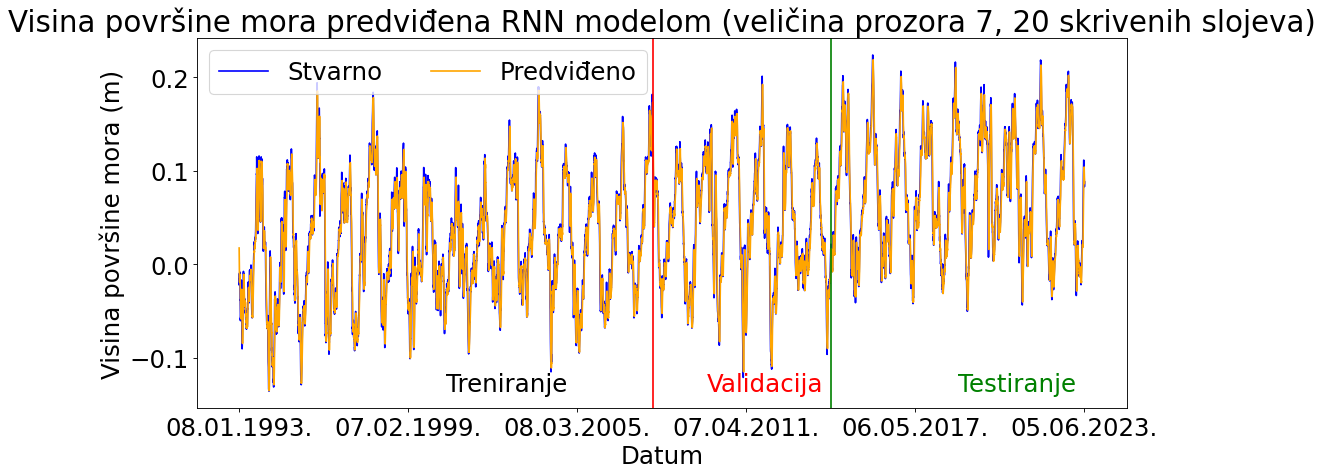 Visina površine mora predviđena RNN modelom (veličina prozora 7, 20 skrivenih slojeva)
Stvarno Predviđeno
Visina površine mora (m)
0.2
0.1
0.0
−0.1
Treniranje Validacija Testiranje
08.01.1993. 07.02.1999. 08.03.2005. 07.04.2011. 06.05.2017. 05.06.2023.
Datum